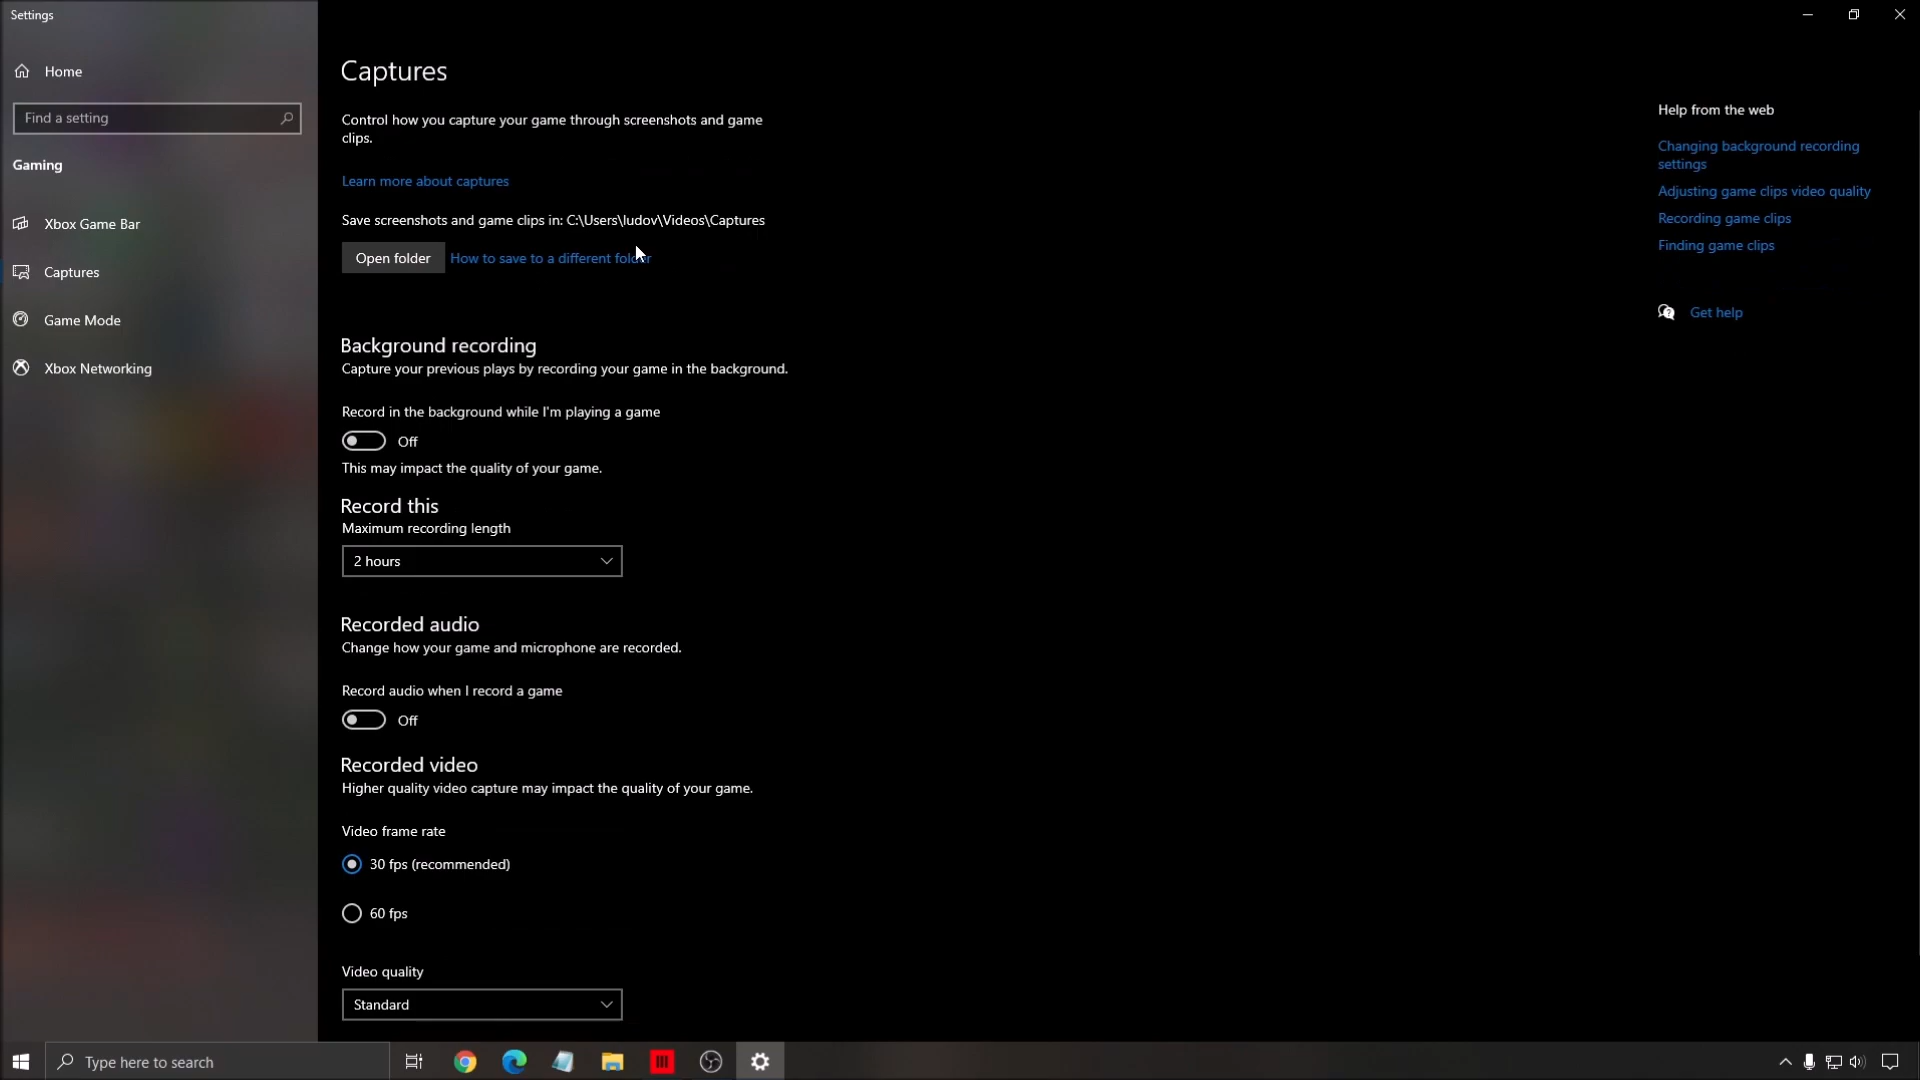 Settings
Home
Find a setting
Gaming
Xbox Game Bar
Captures
Game Mode
Xbox Networking
Captures
Control how you capture your game through screenshots and game
clips.
Learn more about captures
Save screenshots and game clips in: C:\Users\ludov\Videos\Captures
Open folder
How to save to a different folder
Background recording
Capture your previous plays by recording your game in the background.
Record in the background while I'm playing a game
Off
This may impact the quality of your game.
Record this
Maximum recording length
2 hours
Recorded audio
Change how your game and microphone are recorded.
Record audio when I record a game
Off
Recorded video
Higher quality video capture may impact the quality of your game.
Video frame rate
30 fps (recommended)
60 fps
Video quality
Standard
Help from the web
Changing background recording
settings
Adjusting game clips video quality
Recording game clips
Finding game clips
Get help
Type here to search